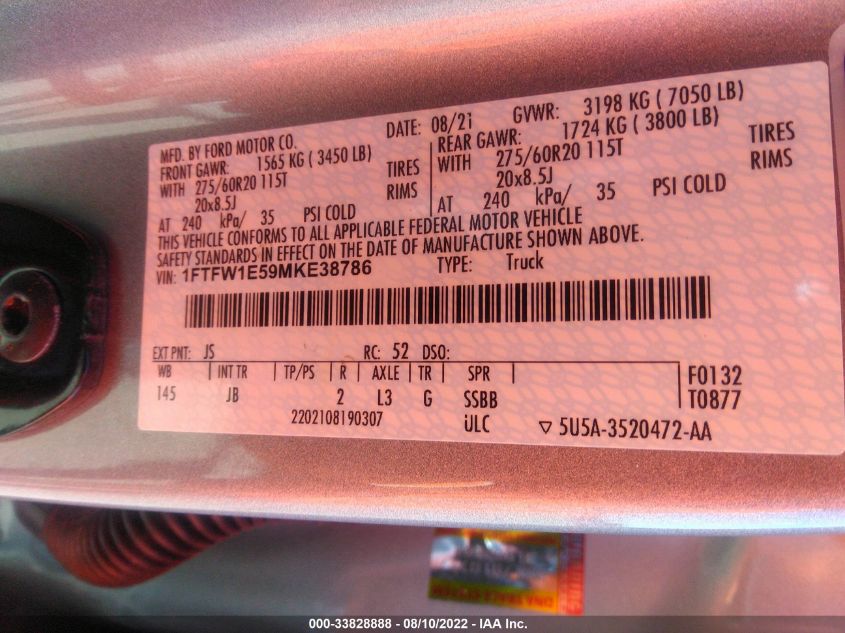 MFD. BY FORD MOTOR CO. DATE: 08/21 GVWR: 3198 KG ( 7050 LB)
FRONT GAWR: 1565 KG ( 3450 LB) REAR GAWR: 1724 KG ( 3800 LB)
WITH 275/60R20 115T TIRES WITH 275/60R20 115T TIRES
20x8.5J RIMS 20x8.5J RIMS
AT 240 kPa/ 35 PSI COLD AT 240 kPa/ 35 PSI COLD
THIS VEHICLE CONFORMS TO ALL APPLICABLE FEDERAL MOTOR VEHICLE
SAFETY STANDARDS IN EFFECT ON THE DATE OF MANUFACTURE SHOWN ABOVE.
VIN: 1FTFW1E59MKE38786 TYPE: Truck
EXT PNT: JS RC: 52 DSO:
WB INT TR TP/PS R AXLE TR SPR F0132
145 JB 2 L3 G SSBB T0877
2202108190307 ULC ▽ 5U5A-3520472-AA
DNA TRACE SYSTEM
000-33828888 - 08/10/2022 - IAA Inc.